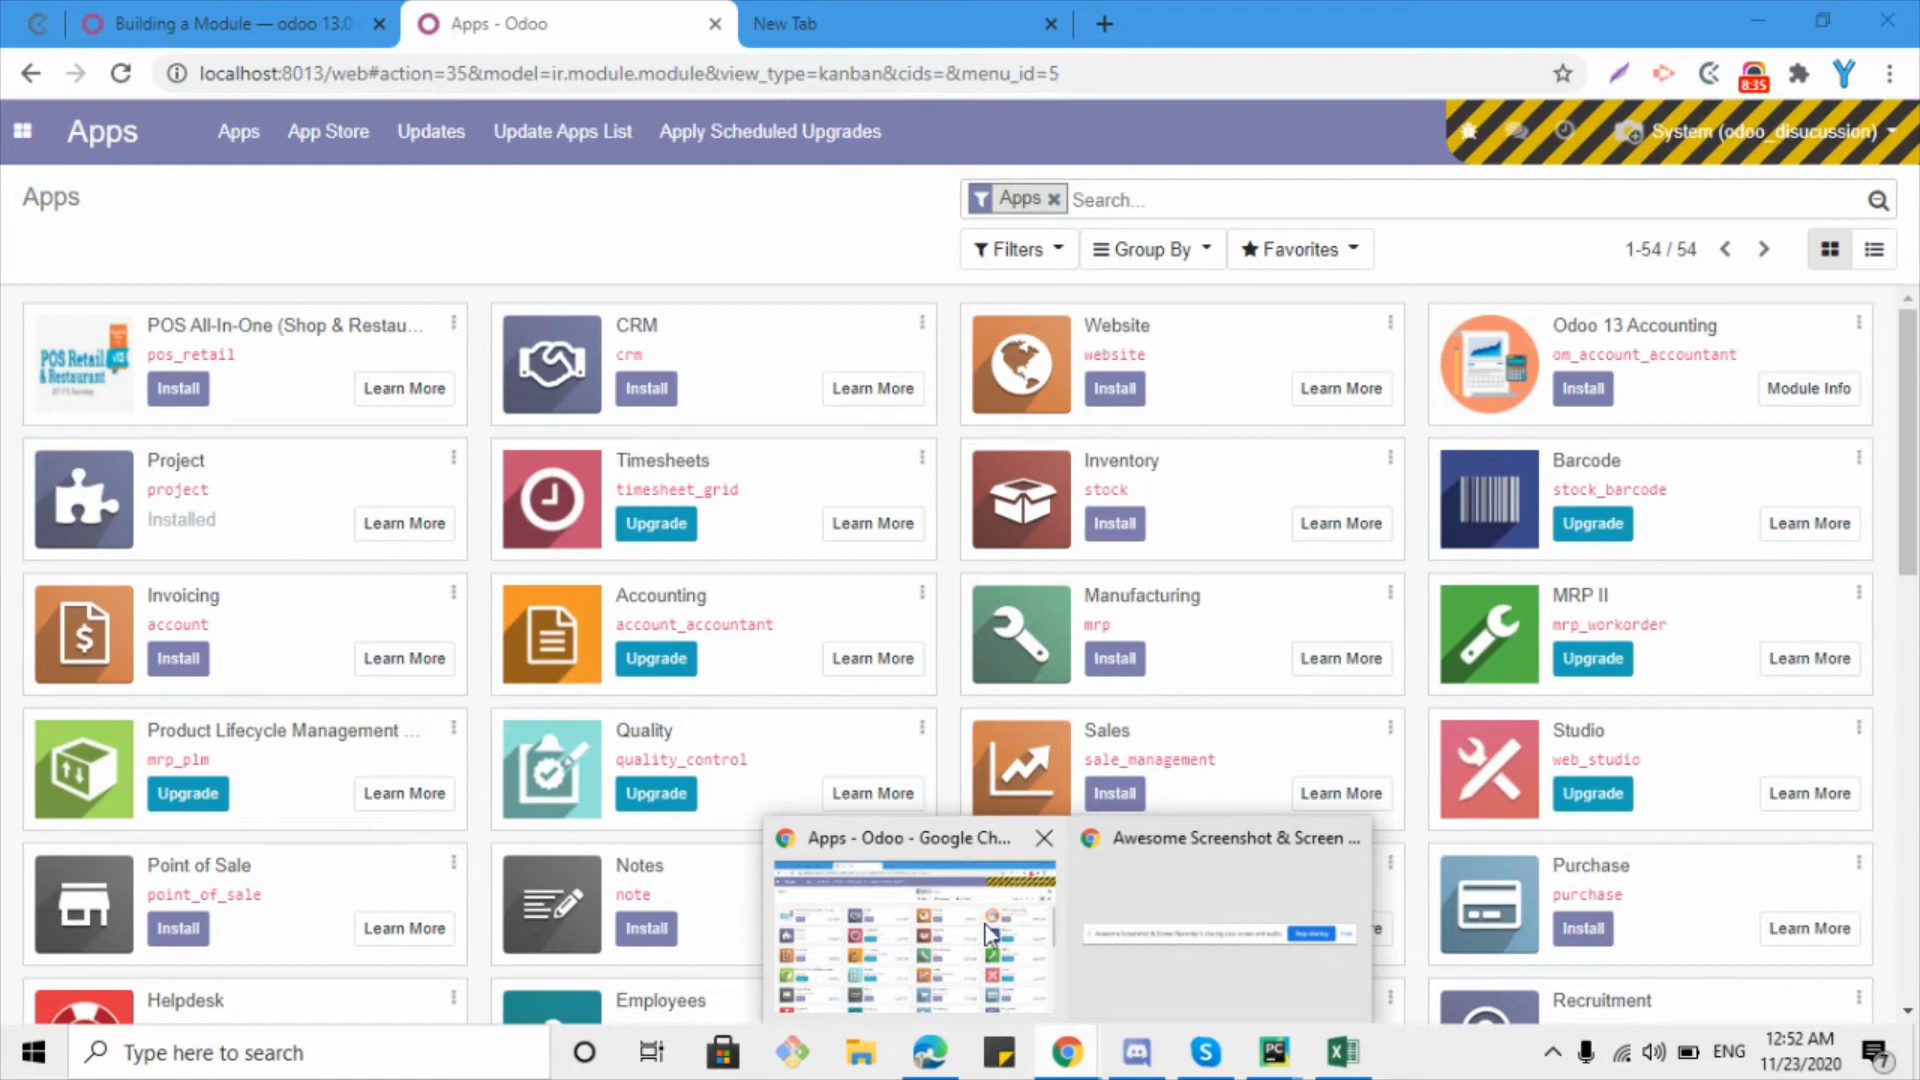 Building a Module — odoo 13.0
Apps - Odoo
New Tab
localhost:8013/web#action=35&model=ir.module.module&view_type=kanban&cids=&menu_id=5
8:35
Apps
Apps
App Store
Updates
Update Apps List
Apply Scheduled Upgrades
System (odoo_disucussion)
Apps
Apps
Search...
Filters
Group By
Favorites
1-54 / 54
POS All-In-One (Shop & Restau...
pos_retail
Install
Learn More
POS Retail
& Restaurant
CRM
crm
Install
Learn More
Website
website
Install
Learn More
Odoo 13 Accounting
om_account_accountant
Install
Module Info
Project
project
Installed
Learn More
Timesheets
timesheet_grid
Upgrade
Learn More
Inventory
stock
Install
Learn More
Barcode
stock_barcode
Upgrade
Learn More
Invoicing
account
Install
Learn More
Accounting
account_accountant
Upgrade
Learn More
Manufacturing
mrp
Install
Learn More
MRP II
mrp_workorder
Upgrade
Learn More
Product Lifecycle Management ...
mrp_plm
Upgrade
Learn More
Quality
quality_control
Upgrade
Learn More
Sales
sale_management
Install
Learn More
Studio
web_studio
Upgrade
Learn More
Apps - Odoo - Google Ch...
Awesome Screenshot & Screen ...
Stop sharing
Hide
Point of Sale
point_of_sale
Install
Learn More
Notes
note
Install
Purchase
purchase
Install
Learn More
Helpdesk
Employees
Recruitment
Type here to search
ENG
12:52 AM
11/23/2020
7